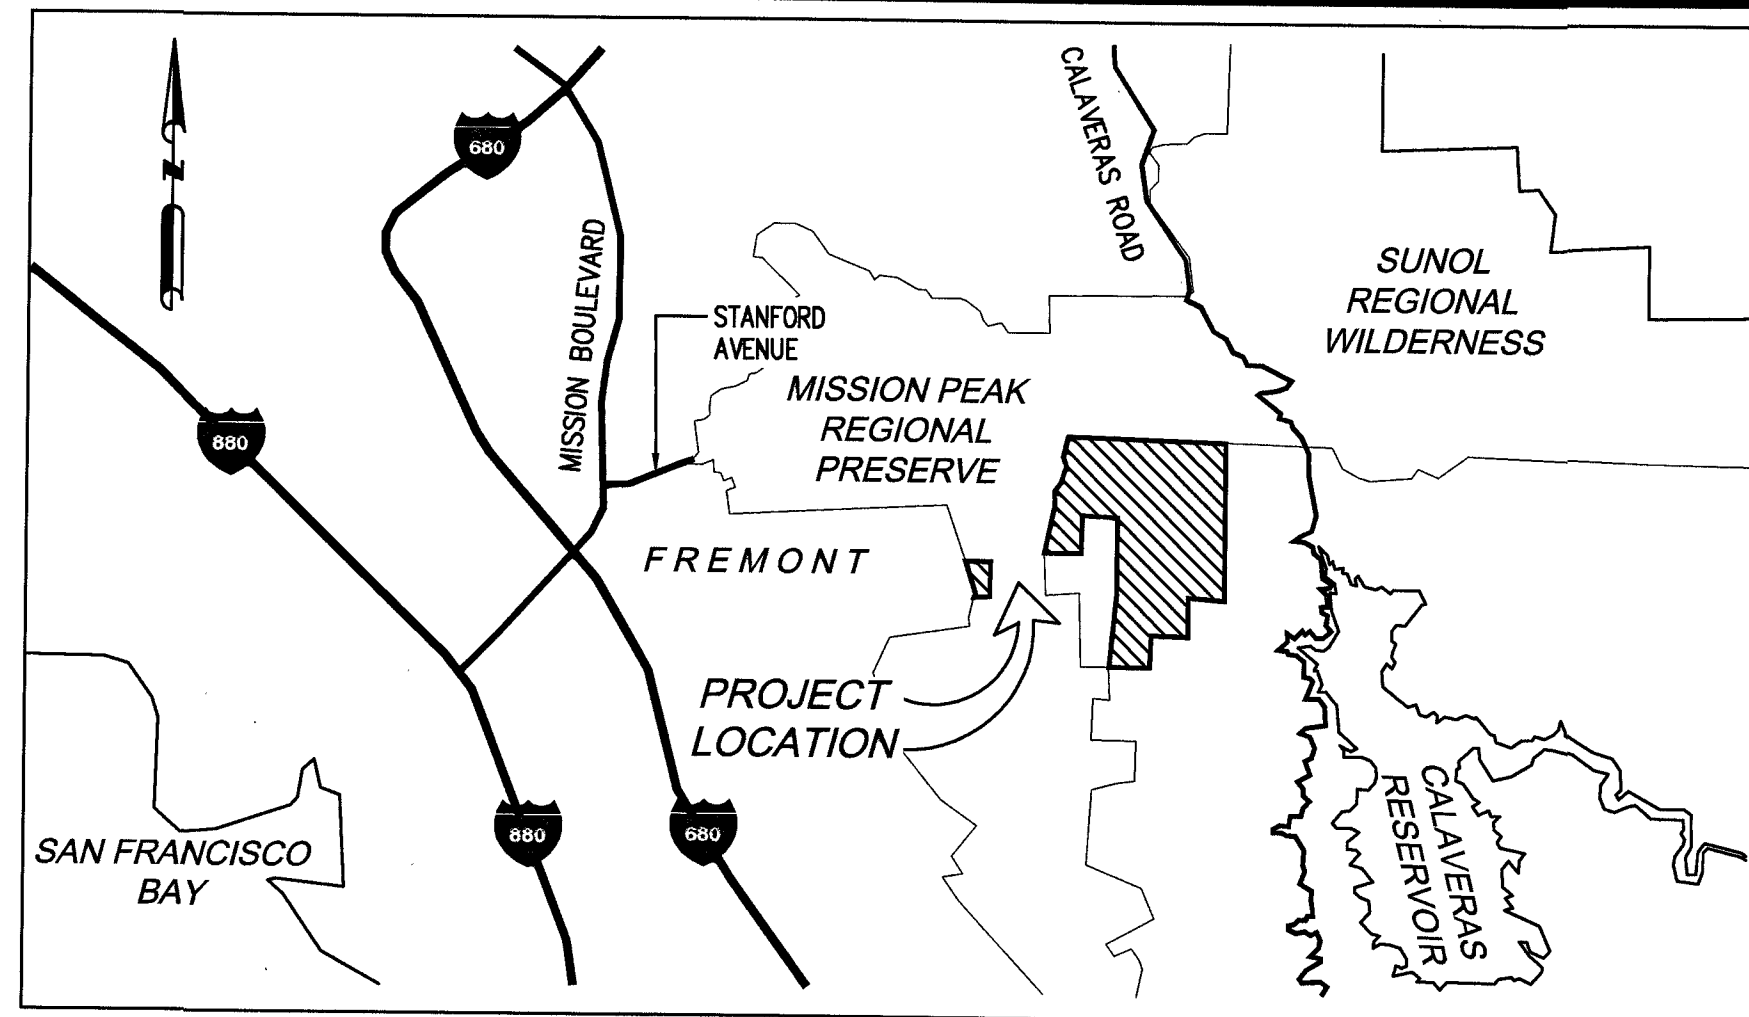 N
680
CALAVERAS ROAD
MISSION BOULEVARD
STANFORD
AVENUE
SUNOL
REGIONAL
WILDERNESS
MISSION PEAK
REGIONAL
PRESERVE
880
FREMONT
PROJECT
LOCATION
880
680
SAN FRANCISCO
BAY
CALAVERAS
RESERVOIR